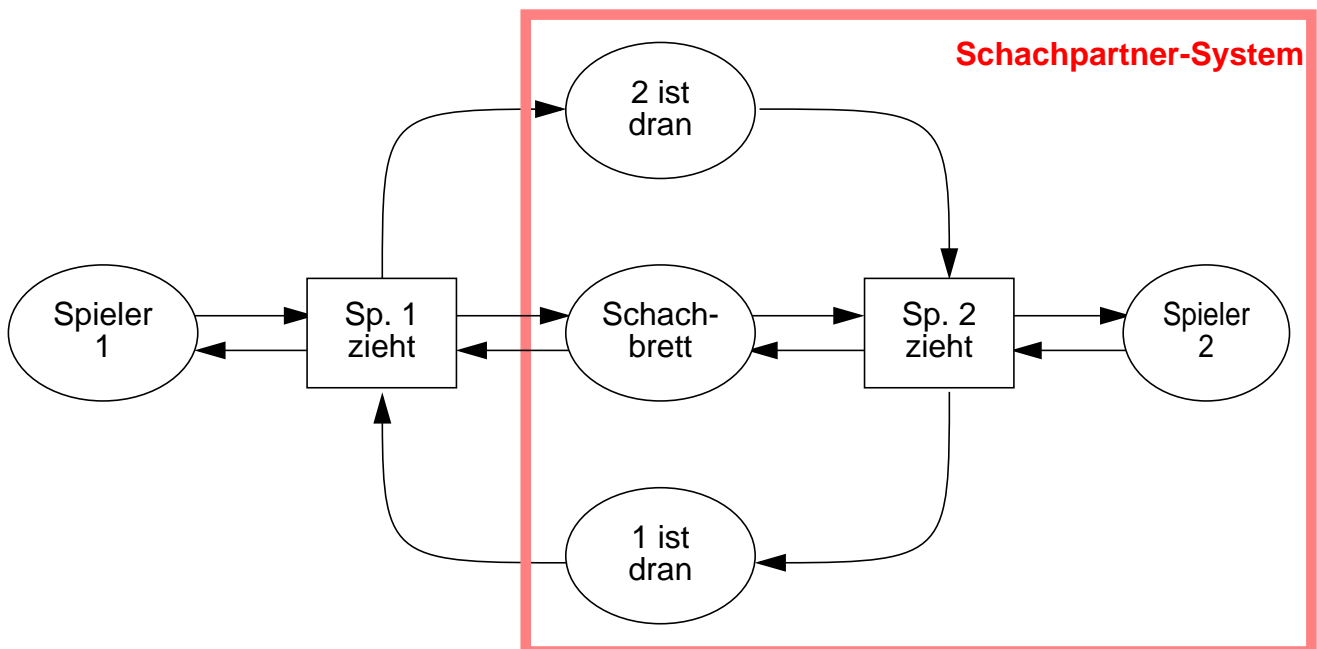 Schachpartner-System
2 ist
dran
Spieler
1
Sp. 1
zieht
Schach-
brett
Sp. 2
zieht
Spieler
2
1 ist
dran